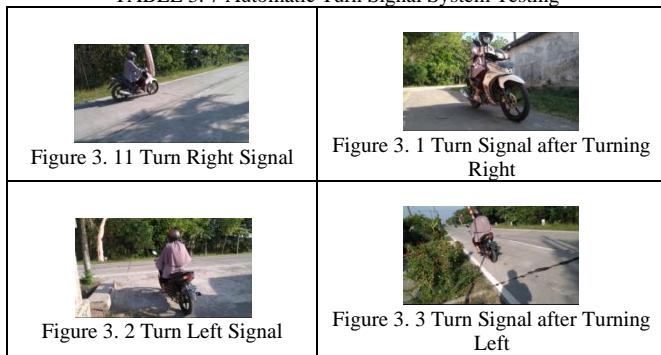 TABLE 3. 7 Automatic Turn Signal System Testing
Figure 3. 11 Turn Right Signal
Figure 3. 1 Turn Signal after Turning
Right
Figure 3. 2 Turn Left Signal
Figure 3. 3 Turn Signal after Turning
Left